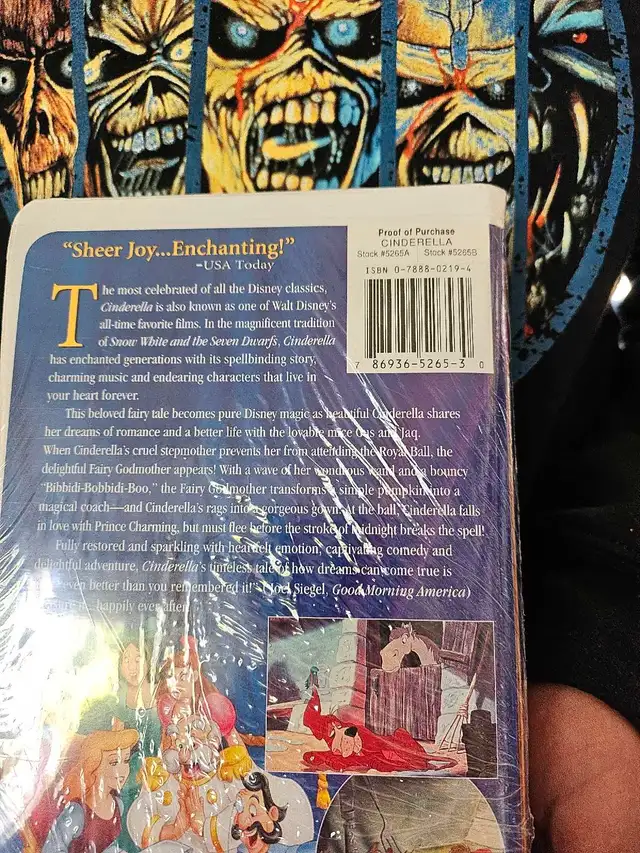 "Sheer Joy...Enchanting!"
-USA Today
Proof of Purchase
CINDERELLA
Stock #5265A Stock #5265B
ISBN 0-7888-0219-4
7 86936-5265-3 0
The most celebrated of all the Disney classics,
Cinderella is also known as one of Walt Disney's
all-time favorite films. In the magnificent tradition
of Snow White and the Seven Dwarfs, Cinderella
has enchanted generations with its spellbinding story,
charming music and endearing characters that live in
your heart forever.
This beloved fairy tale becomes pure Disney magic as beautiful Cinderella shares
her dreams of romance and a better life with the lovable mice Gus and Jaq.
When Cinderella's cruel stepmother prevents her from attending the Royal Ball, the
delightful Fairy Godmother appears! With a wave of her wondrous wand and a bouncy
"Bibbidi-Bobbidi-Boo," the Fairy Godmother transforms a simple pumpkin into a
magical coach—and Cinderella's rags into a gorgeous gown. At the ball, Cinderella falls
in love with Prince Charming, but must flee before the stroke of midnight breaks the spell!
Fully restored and sparkling with heartfelt emotion, captivating comedy and
delightful adventure, Cinderella's timeless tale of how dreams can come true is
even better than you remembered it!" (Joel Siegel, Good Morning America)
happily ever after